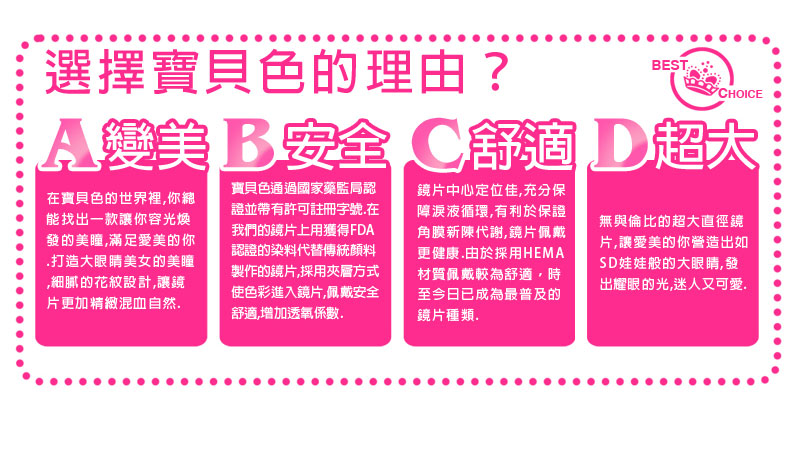 選擇寶貝色的理由？
BEST
CHOICE
A變美
在寶貝色的世界裡,你總
能找出一款讓你容光煥
發的美瞳,滿足愛美的你
.打造大眼睛美女的美瞳
,細膩的花紋設計,讓鏡
片更加精緻混血自然.
B安全
寶貝色通過國家藥監局認
證並帶有許可註冊字號.在
我們的鏡片上用獲得FDA
認證的染料代替傳統顏料
製作的鏡片,採用夾層方式
使色彩進入鏡片,佩戴安全
舒適,增加透氧係數.
C舒適
鏡片中心定位佳,充分保
障淚液循環,有利於保證
角膜新陳代謝,鏡片佩戴
更健康.由於採用HEMA
材質佩戴較為舒適，時
至今日已成為最普及的
鏡片種類.
D超大
無與倫比的超大直徑鏡
片,讓愛美的你營造出如
SD娃娃般的大眼睛,發
出耀眼的光,迷人又可愛.